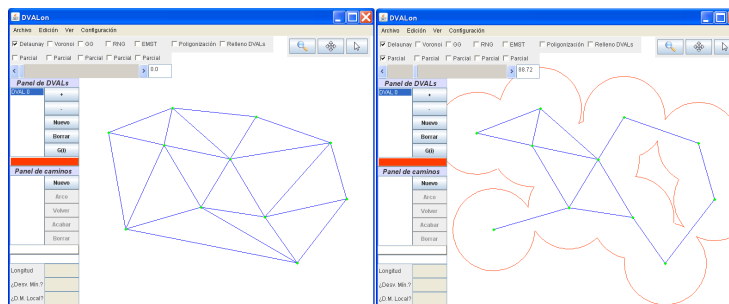 DVALon
Archivo Edición Ver Configuración
Delaunay Voronoi GG RNG EMST Poligonización Relleno DVALs
Parcial Parcial Parcial Parcial Parcial
0.0
Panel de DVALs
DVAL 0
+
-
Nuevo
Borrar
G(i)
Panel de caminos
Nuevo
Arco
Volver
Acabar
Borrar
Longitud
¿Desv. Mín.?
¿D.M. Local?
DVALon
Archivo Edición Ver Configuración
Delaunay Voronoi GG RNG EMST Poligonización Relleno DVALs
Parcial Parcial Parcial Parcial Parcial
88.72
Panel de DVALs
DVAL 0
+
-
Nuevo
Borrar
G(i)
Panel de caminos
Nuevo
Arco
Volver
Acabar
Borrar
Longitud
¿Desv. Mín.?
¿D.M. Local?